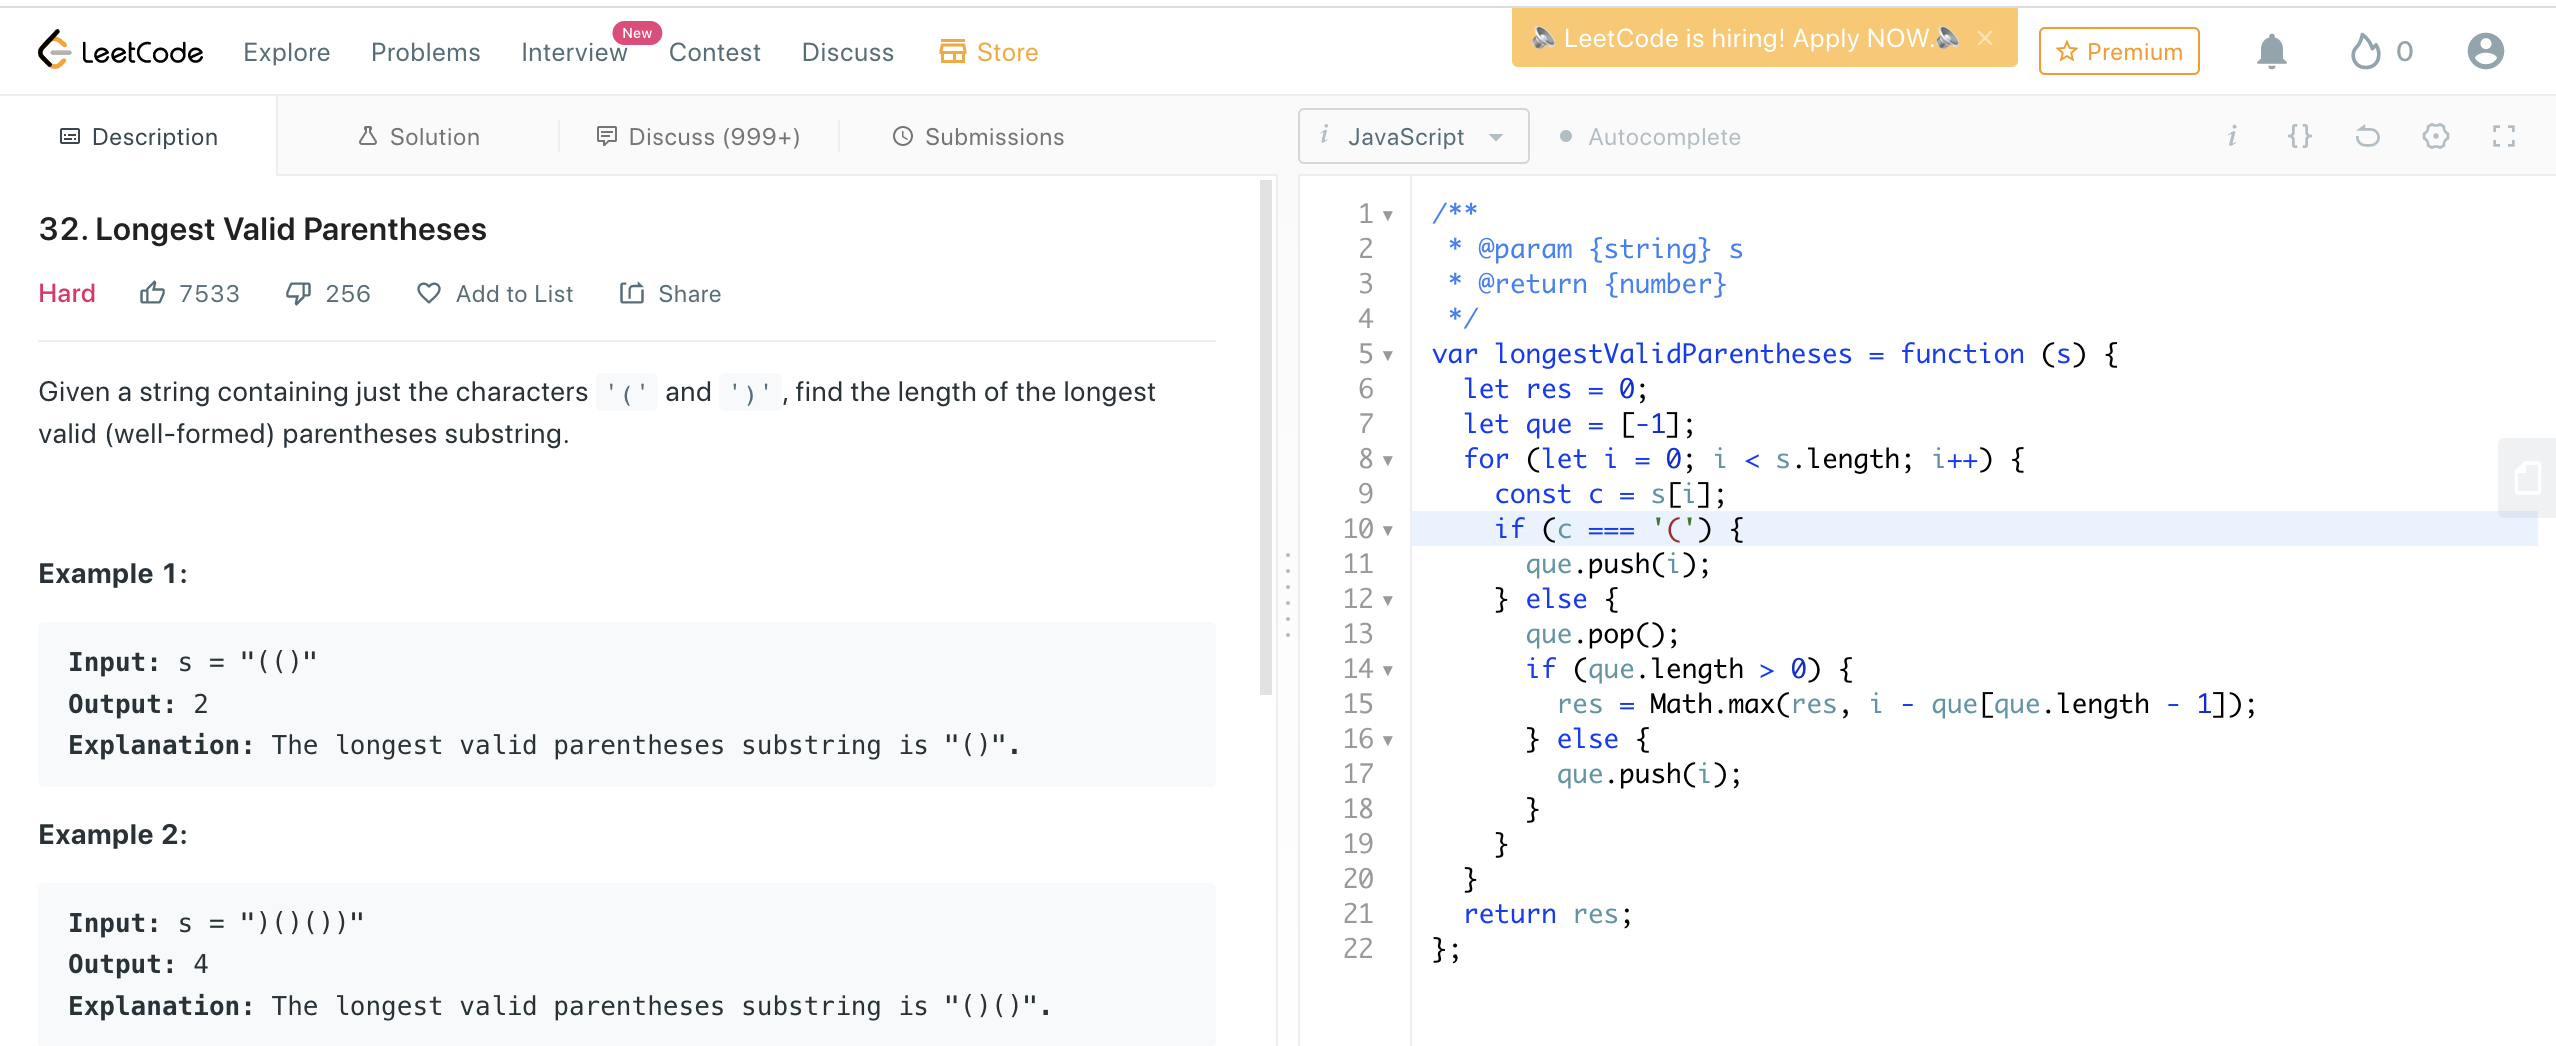 LeetCode Explore Problems Interview New Contest Discuss Store 🔈LeetCode is hiring! Apply NOW.🔈 × Premium 0
Description Solution Discuss (999+) Submissions
32. Longest Valid Parentheses
Hard 7533 256 Add to List Share
Given a string containing just the characters '(' and ')', find the length of the longest
valid (well-formed) parentheses substring.
Example 1:
Input: s = "(()"
Output: 2
Explanation: The longest valid parentheses substring is "()".
Example 2:
Input: s = ")()())"
Output: 4
Explanation: The longest valid parentheses substring is "()()".
i JavaScript Autocomplete i {}
1 /**
2  * @param {string} s
3  * @return {number}
4  */
5 var longestValidParentheses = function (s) {
6   let res = 0;
7   let que = [-1];
8   for (let i = 0; i < s.length; i++) {
9     const c = s[i];
10     if (c === '(') {
11       que.push(i);
12     } else {
13       que.pop();
14       if (que.length > 0) {
15         res = Math.max(res, i - que[que.length - 1]);
16       } else {
17         que.push(i);
18       }
19     }
20   }
21   return res;
22 };